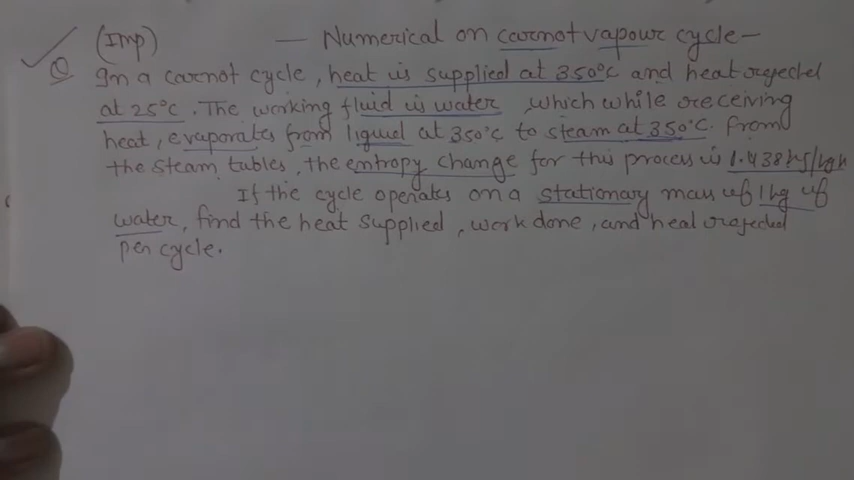 (Imp) — Numerical on carnot vapour cycle —
Q In a carnot cycle, heat is supplied at 350°C and heat rejected
at 25°C. The working fluid is water, which while receiving
heat, evaporates from liquid at 350°C to steam at 350°C. From
the steam tables, the entropy change for this process is 1.438 kJ/kgK
If the cycle operates on a stationary mass of 1 kg of
water, find the heat supplied, work done, and heat rejected
per cycle.